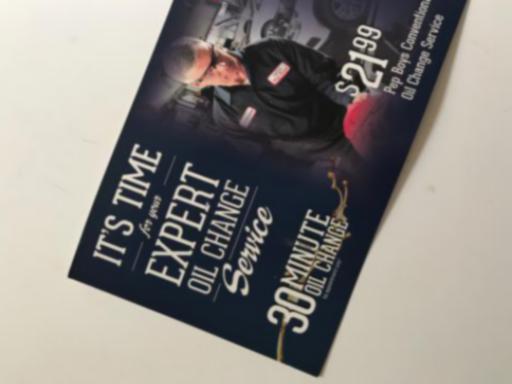 IT'S TIME
for your
EXPERT
OIL CHANGE
Service
30 MINUTE
OIL CHANGE
$21.99
Pep Boys Conventional
Oil Change Service